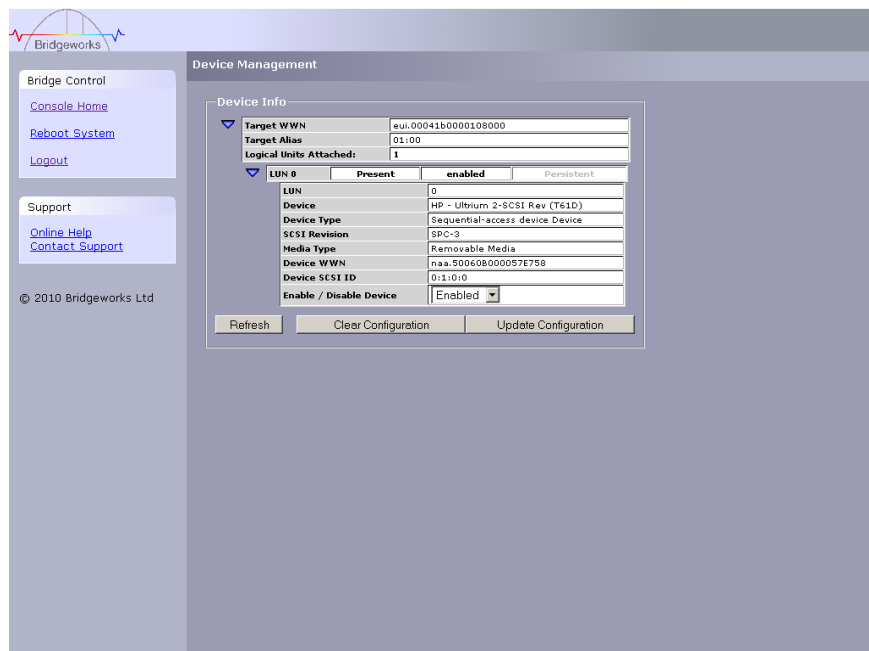 Bridgeworks
Device Management
Bridge Control
Console Home
Reboot System
Logout
Support
Online Help
Contact Support
© 2010 Bridgeworks Ltd
Device Info
Target WWN eui.00041b0000108000
Target Alias 01:00
Logical Units Attached: 1
LUN 0 Present enabled Persistent
LUN 0
Device HP - Ultrium 2-SCSI Rev (T61D)
Device Type Sequential-access device Device
SCSI Revision SPC-3
Media Type Removable Media
Device WWN naa.50060B000057E758
Device SCSI ID 0:1:0:0
Enable / Disable Device Enabled
Refresh Clear Configuration Update Configuration